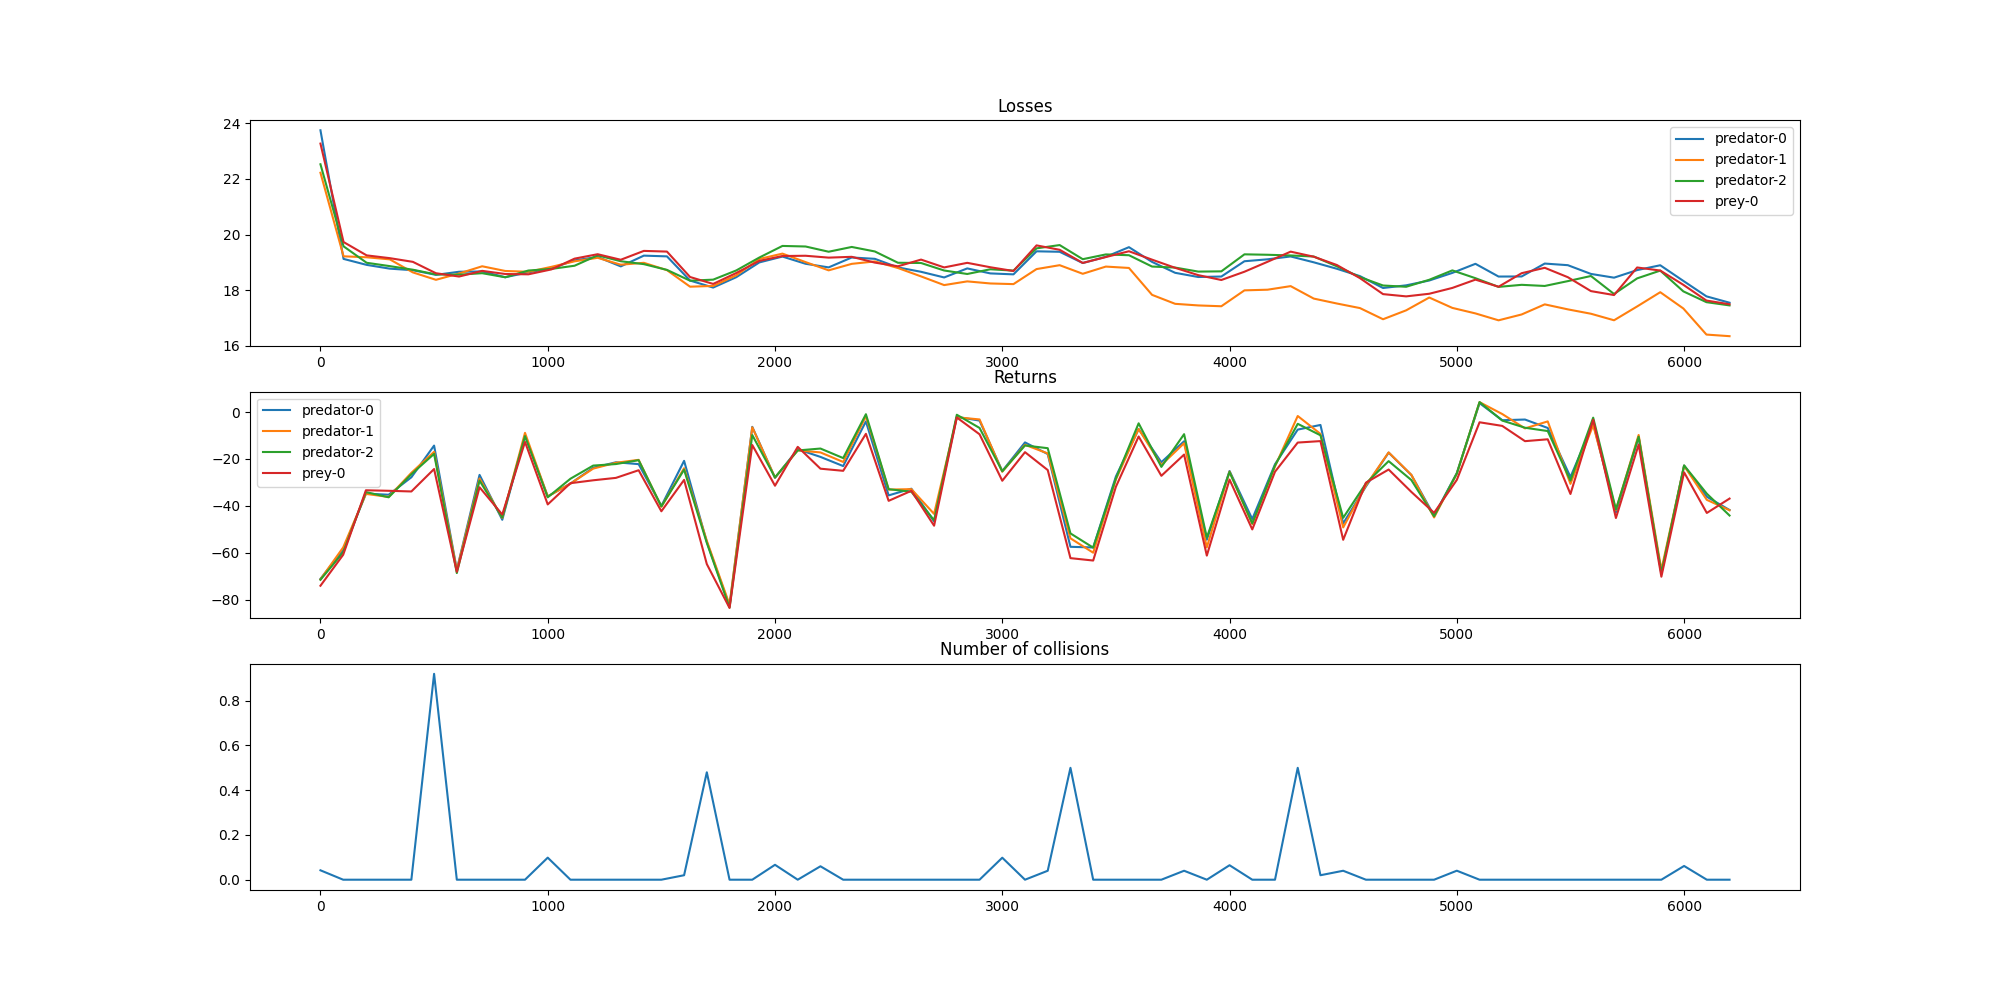 Losses
24
22
20
18
16
predator-0
predator-1
predator-2
prey-0
0 1000 2000 3000 4000 5000 6000
Returns
0
−20
−40
−60
−80
predator-0
predator-1
predator-2
prey-0
0 1000 2000 3000 4000 5000 6000
Number of collisions
0.8
0.6
0.4
0.2
0.0
0 1000 2000 3000 4000 5000 6000